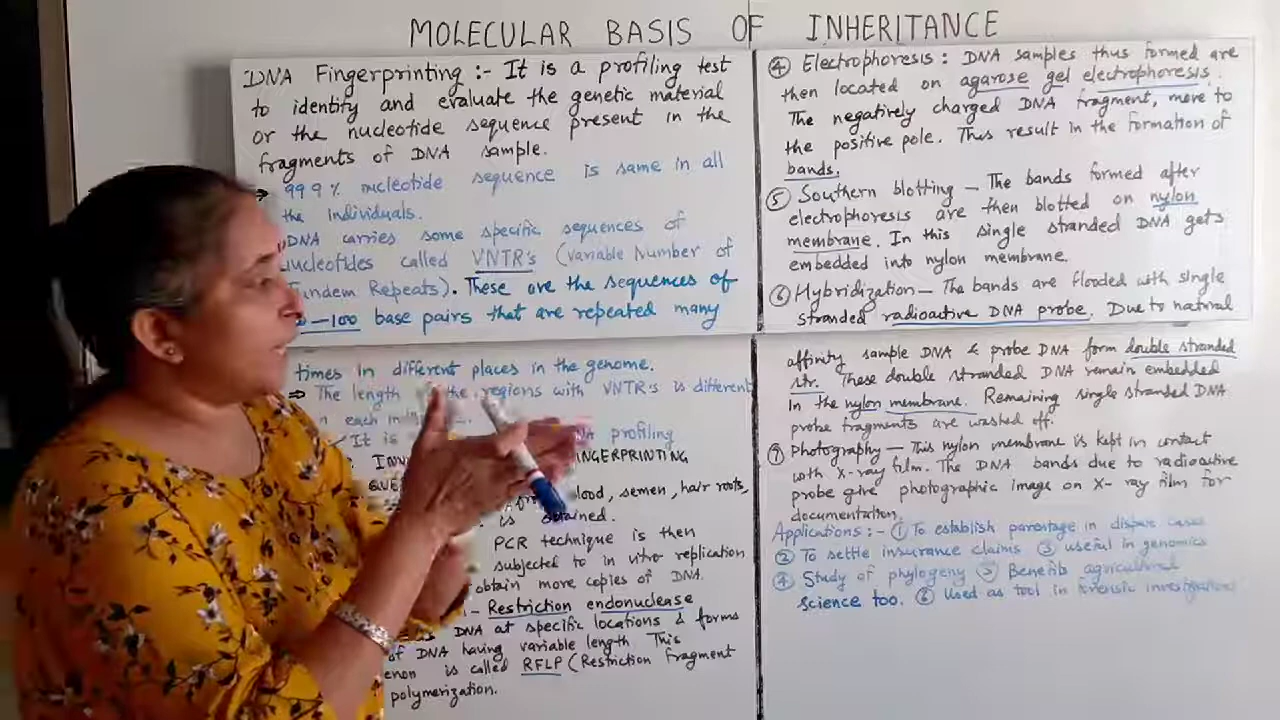 MOLECULAR BASIS OF INHERITANCE
DNA Fingerprinting :- It is a profiling test
to identify and evaluate the genetic material
or the nucleotide sequence present in the
fragments of DNA sample.
⇒ 99.9% nucleotide sequence is same in all
the individuals.
DNA carries some specific sequences of
nucleotides called VNTR's (Variable Number of
Tandem Repeats). These are the sequences of
–100 base pairs that are repeated many
times in different places in the genome.
⇒ The length the regions with VNTR's is different
in each
It is profiling
FINGERPRINTING
blood, semen, hair roots,
is obtained.
PCR technique is then
subjected to in vitro replication
obtain more copies of DNA.
- Restriction endonuclease
DNA at specific locations & forms
of DNA having variable length This
is called RFLP (Restriction fragment
polymerization.
④ Electrophoresis : DNA samples thus formed are
then located on agarose gel electrophoresis.
The negatively charged DNA fragment, move to
the positive pole. Thus result in the formation of
bands.
⑤ Southern blotting – The bands formed after
electrophoresis are then blotted on nylon
membrane. In this single stranded DNA gets
embedded into nylon membrane.
⑥ Hybridization – The bands are flooded with single
stranded radioactive DNA probe. Due to natural
affinity sample DNA & probe DNA form double stranded
str. These double stranded DNA remain embedded
in the nylon membrane. Remaining single stranded DNA
probe fragments are washed off.
⑦ Photography – This nylon membrane is kept in contact
with X-ray film. The DNA bands due to radioactive
probe give photographic image on X-ray film for
documentation.
Applications :- ① To establish parentage in dispute cases
② To settle insurance claims ③ useful in genomics
④ Study of phylogeny ⑤ Benefits agricultural
science too. ⑥ Used as tool in forensic investigations